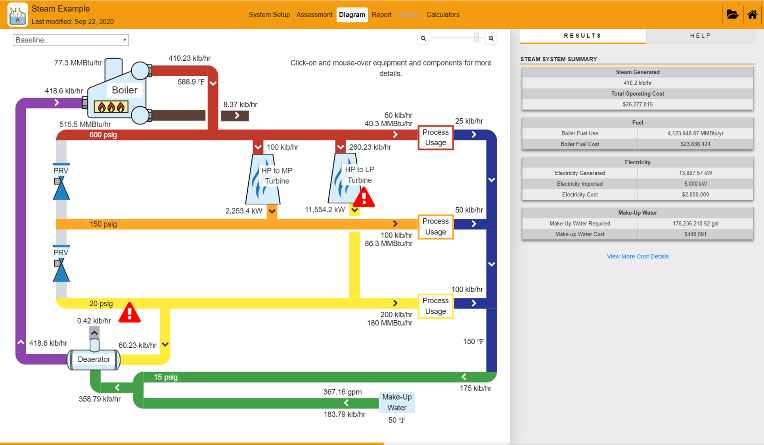 Steam Example
Last modified: Sep 22, 2020
System Setup Assessment Diagram Report Calculators
Baseline
RESULTS HELP
Click-on and mouse-over equipment and components for more
details.
77.3 MMBtu/hr
410.23 klb/hr
588.9 °F
418.6 klb/hr
Boiler
8.37 klb/hr
515.5 MMBtu/hr
600 psig
50 klb/hr
40.3 MMBtu/hr
Process
Usage
25 klb/hr
100 klb/hr
260.23 klb/hr
PRV
HP to MP
Turbine
HP to LP
Turbine
2,253.4 kW
11,554.2 kW
150 psig
Process
Usage
50 klb/hr
100 klb/hr
86.3 MMBtu/hr
PRV
20 psig
Process
Usage
100 klb/hr
200 klb/hr
180 MMBtu/hr
0.42 klb/hr
418.6 klb/hr
60.23 klb/hr
150 °F
Deaerator
15 psig
358.79 klb/hr
175 klb/hr
367.16 gpm
183.79 klb/hr
Make-Up
Water
50 °F
STEAM SYSTEM SUMMARY
Steam Generated
410.2 klb/hr
Total Operating Cost
$26,277,016
Fuel
Boiler Fuel Use 4,123,948.87 MMBtu/yr
Boiler Fuel Cost $23,836,424
Electricity
Electricity Generated 13,807.57 kW
Electricity Imported 5,000 kW
Electricity Cost $2,000,000
Make-Up Water
Make-Up Water Required 176,236,210.52 gal
Make-up Water Cost $440,591
View More Cost Details